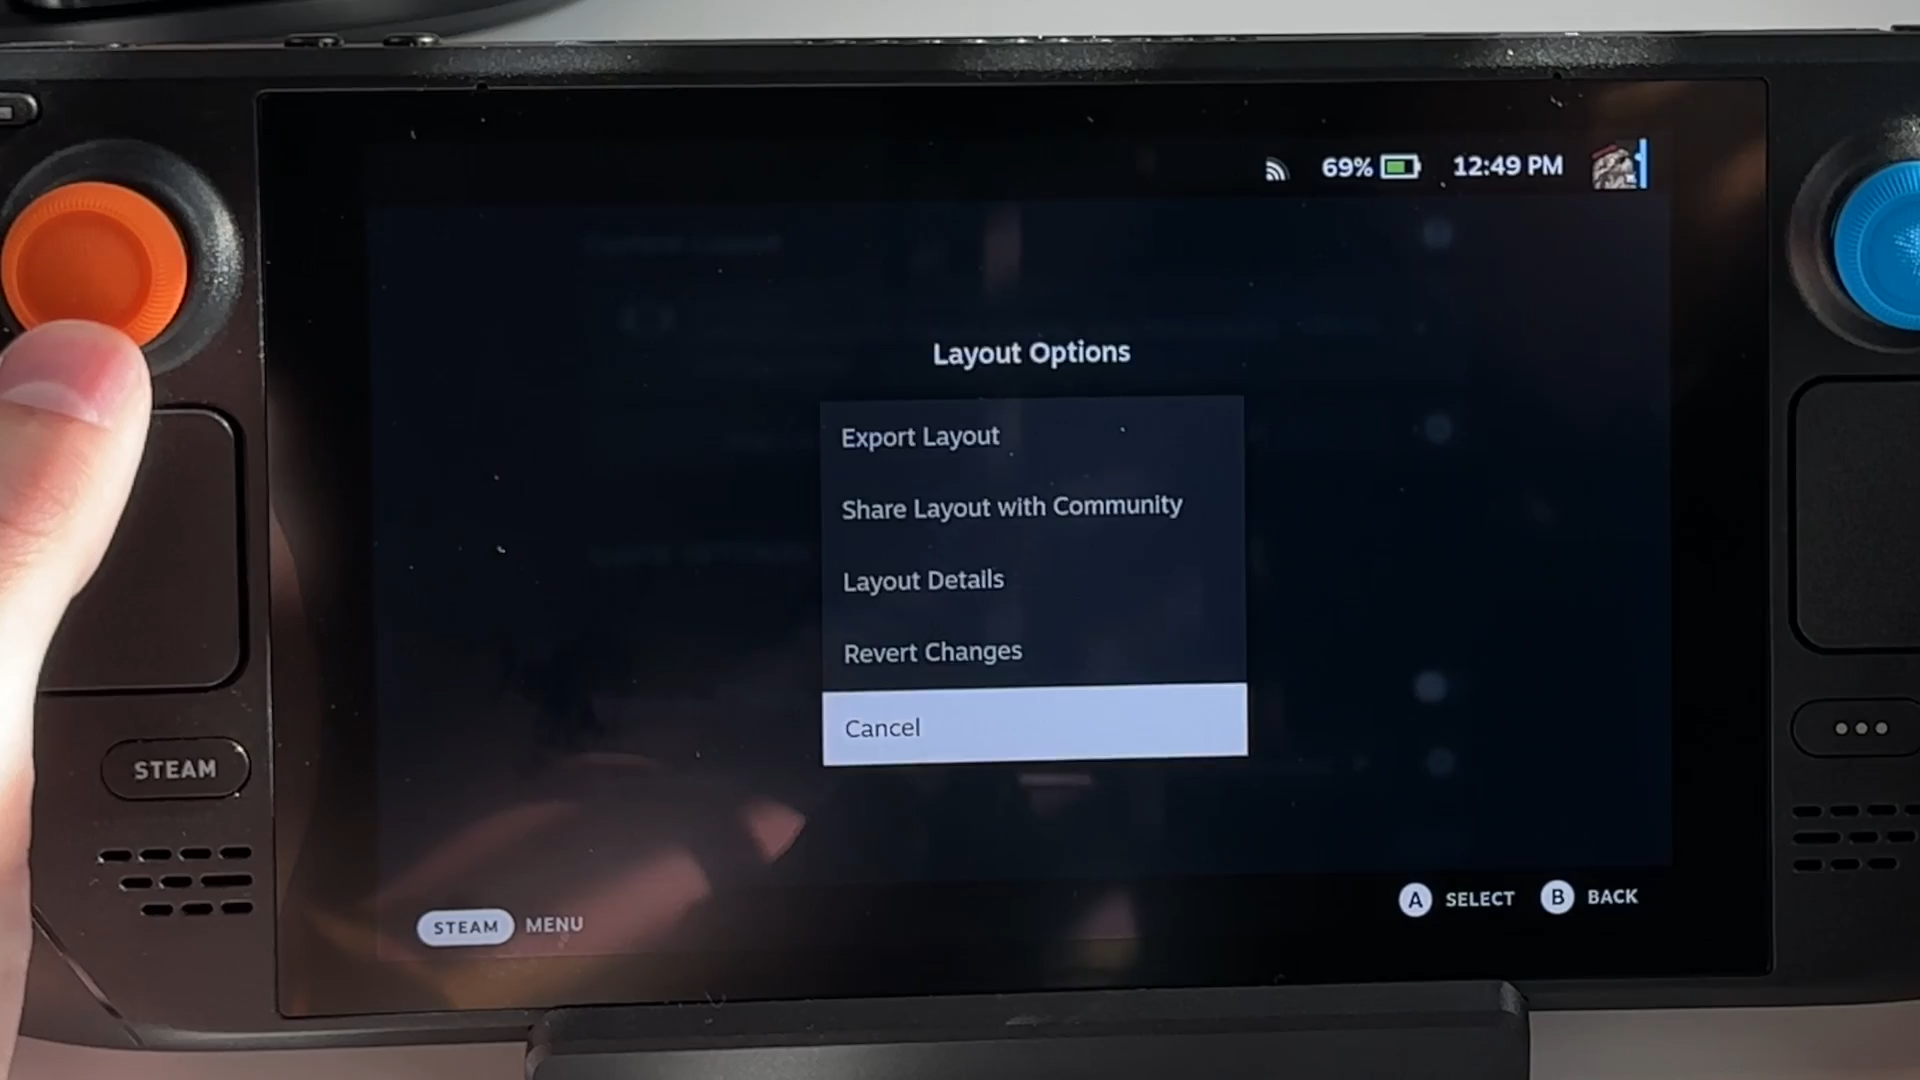 69% 12:49 PM
Layout Options
Export Layout
Share Layout with Community
Layout Details
Revert Changes
Cancel
STEAM
STEAM MENU
A SELECT B BACK